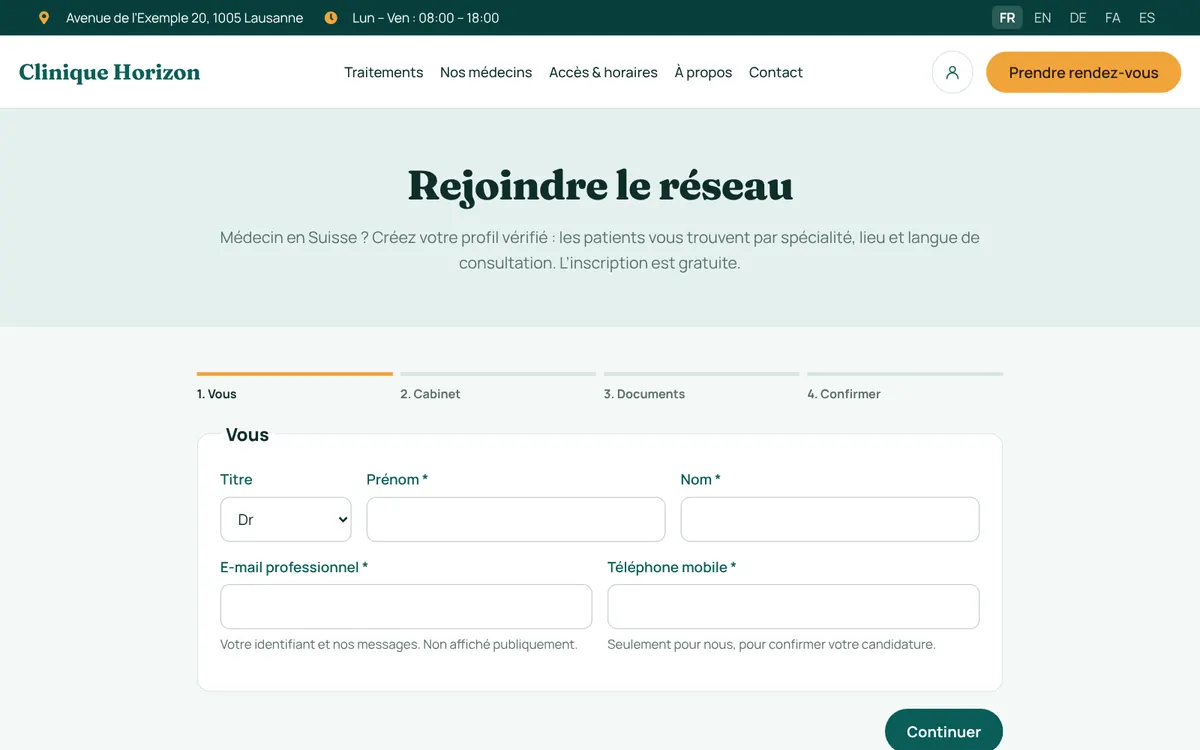 Avenue de l'Exemple 20, 1005 Lausanne
Lun – Ven : 08:00 – 18:00
FR EN DE FA ES
Clinique Horizon
Traitements Nos médecins Accès & horaires À propos Contact
Prendre rendez-vous
Rejoindre le réseau
Médecin en Suisse ? Créez votre profil vérifié : les patients vous trouvent par spécialité, lieu et langue de
consultation. L'inscription est gratuite.
1. Vous
2. Cabinet
3. Documents
4. Confirmer
Vous
Titre
Prénom *
Nom *
Dr
E-mail professionnel *
Téléphone mobile *
Votre identifiant et nos messages. Non affiché publiquement.
Seulement pour nous, pour confirmer votre candidature.
Continuer